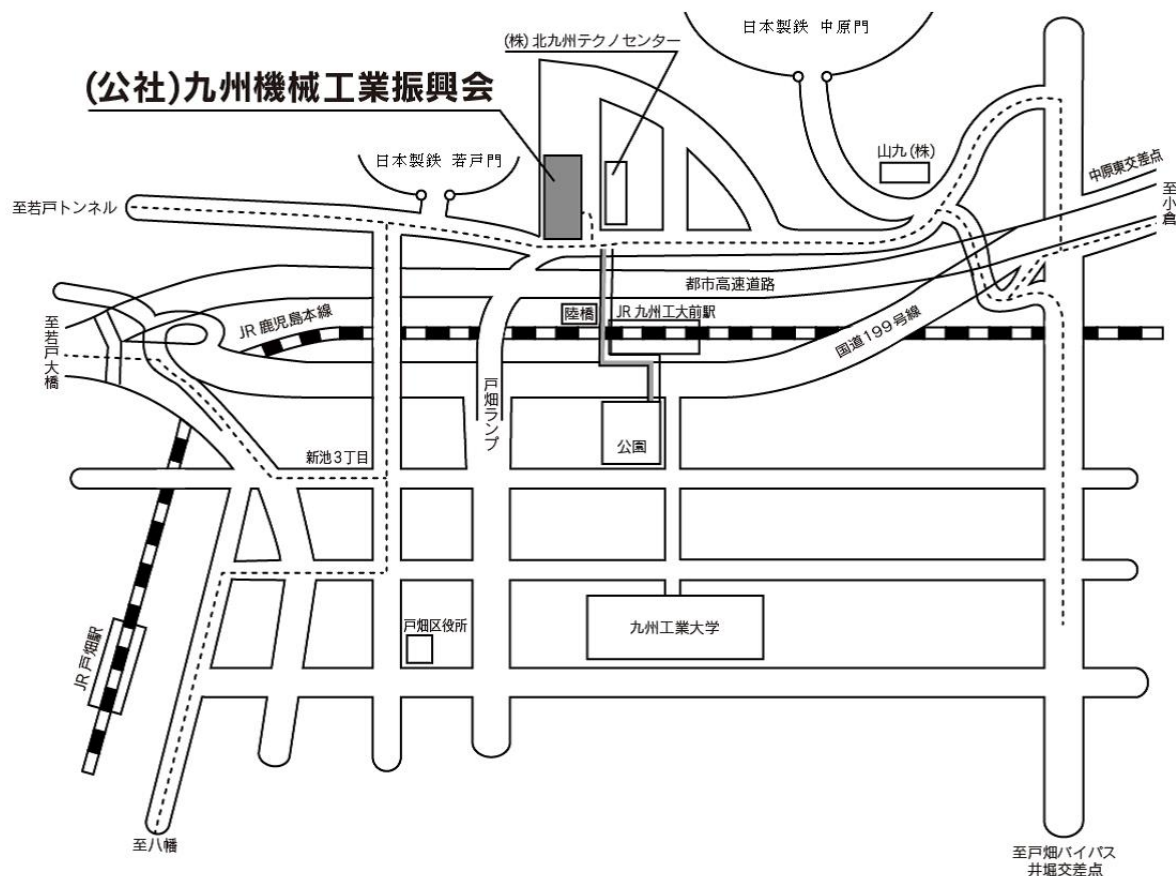 日本製鉄 中原門
(株)北九州テクノセンター
(公社)九州機械工業振興会
日本製鉄 若戸門
山九(株)
中原東交差点
至若戸トンネル
至小倉
都市高速道路
陸橋
JR九州工大前駅
JR鹿児島本線
至若戸大橋
国道199号線
戸畑ランプ
公園
新池3丁目
戸畑区役所
九州工業大学
JR戸畑駅
至八幡
至戸畑バイパス
井堀交差点